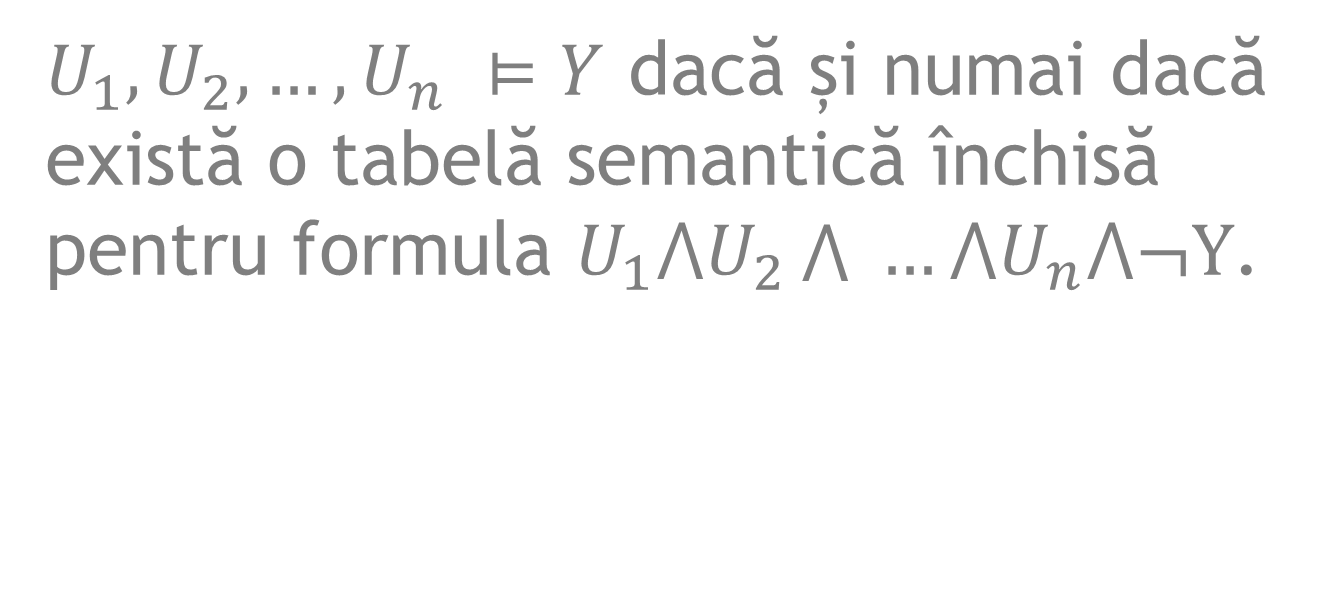 U₁, U₂, … , Uₙ ⊨ Y dacă și numai dacă
există o tabelă semantică închisă
pentru formula U₁⋀U₂ ⋀ … ⋀Uₙ⋀¬Y.